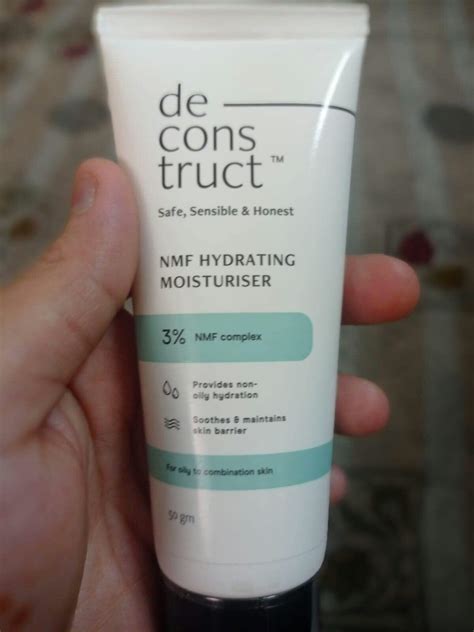 de
cons
truct™
Safe, Sensible & Honest
NMF HYDRATING
MOISTURISER
3% NMF complex
Provides non-
oily hydration
Soothes & maintains
skin barrier
For oily to combination skin
50 gm